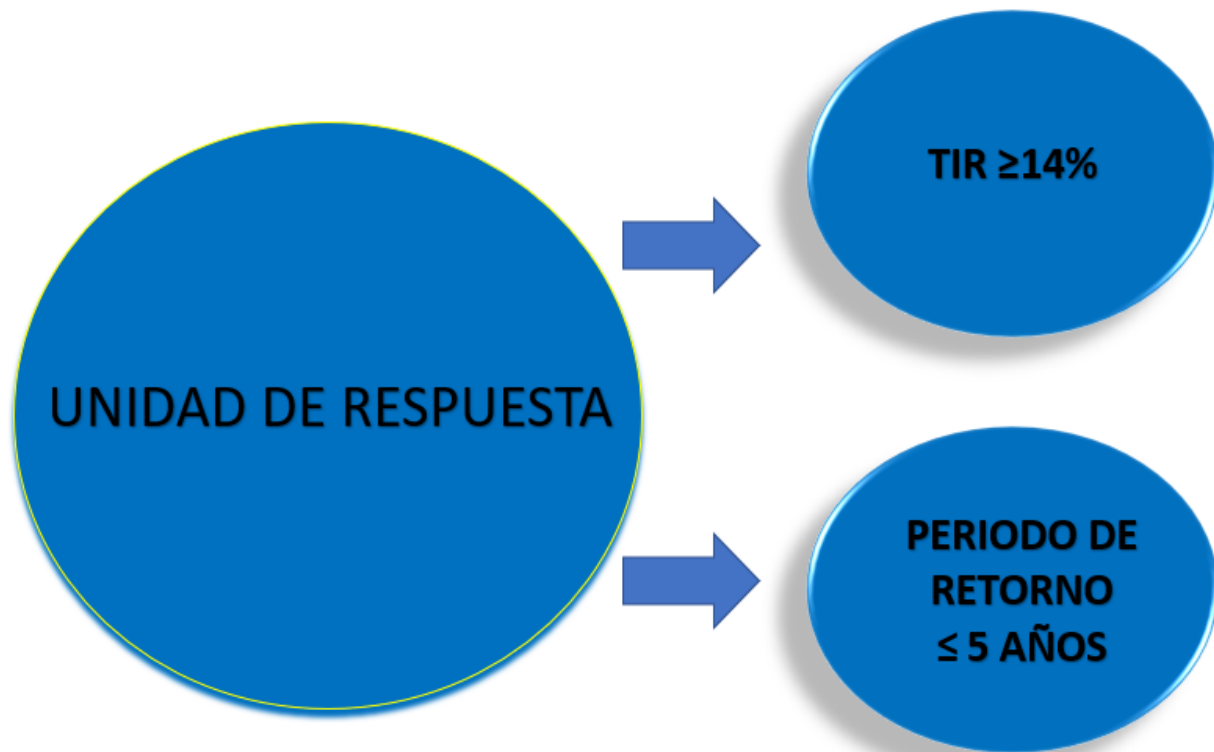 UNIDAD DE RESPUESTA
TIR ≥14%
PERIODO DE
RETORNO
≤ 5 AÑOS